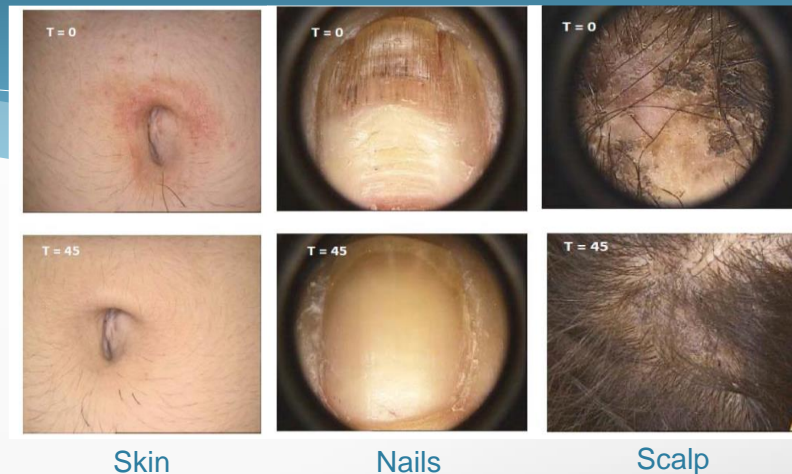 T = 0
T = 0
T = 0
T = 45
T = 45
T = 45
Skin
Nails
Scalp